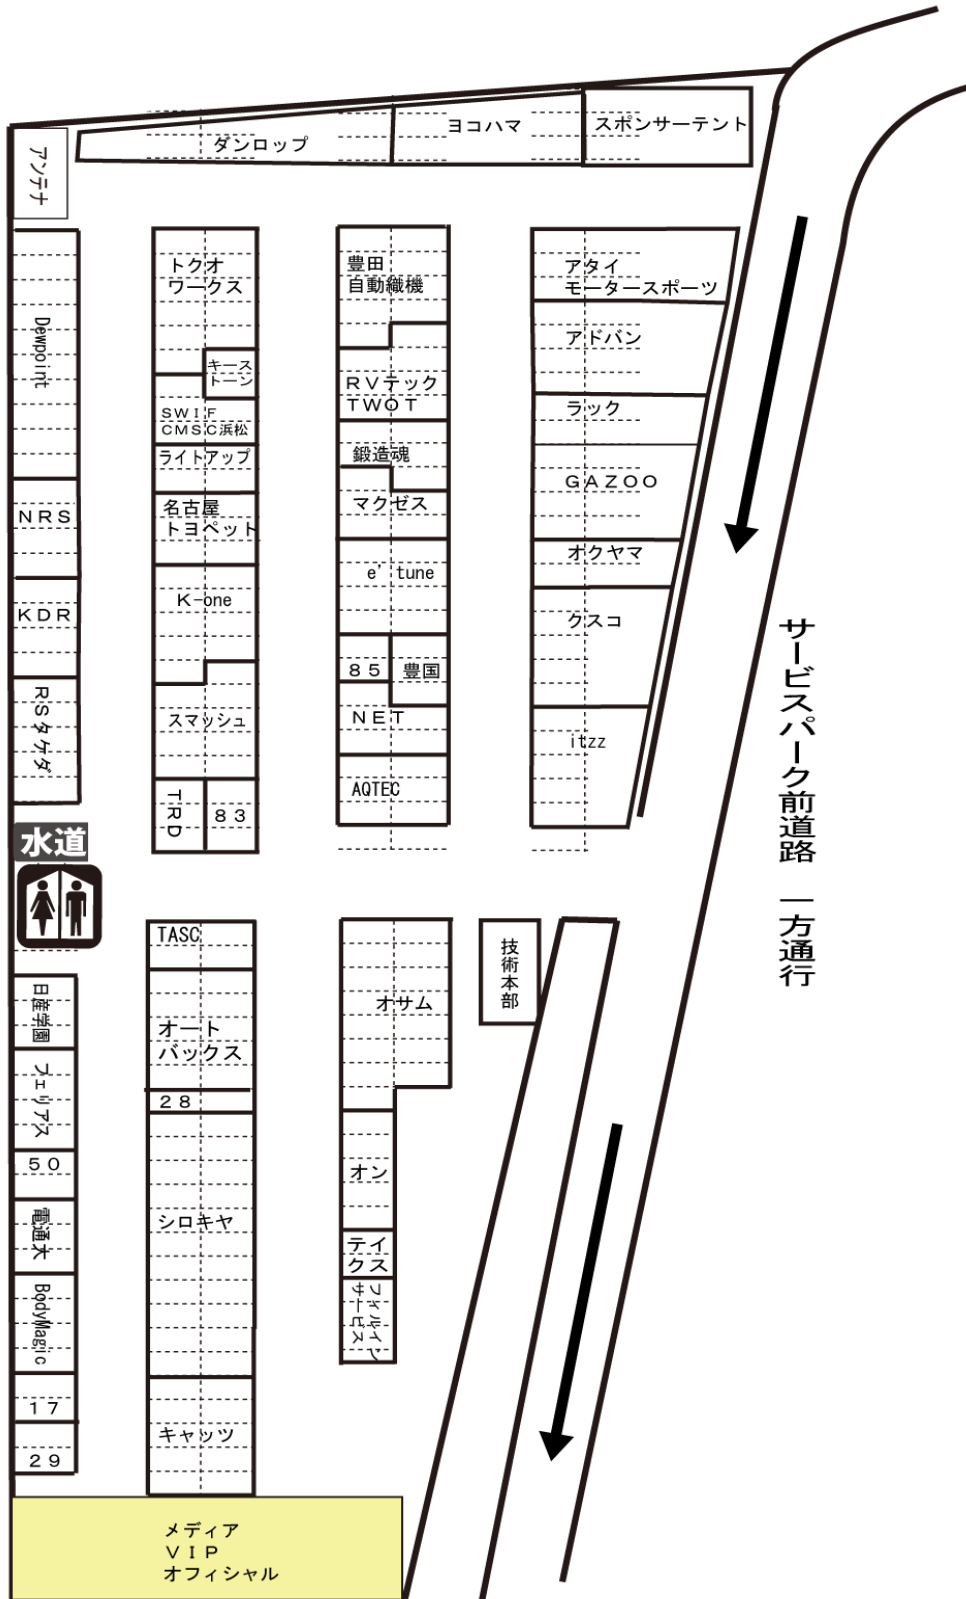 ダンロップ
ヨコハマ
スポンサーテント
アンテナ
Dewpoint
NRS
KDR
RSタケダ
水道
トクオ
ワークス
キース
トーン
SWIF
CMSC浜松
ライトアップ
名古屋
トヨペット
K-one
スマッシュ
TRD
83
豊田
自動織機
RVテック
TWOT
鍛造魂
マクゼス
e' tune
85
豊国
NET
AQTEC
アタイ
モータースポーツ
アドバン
ラック
GAZOO
オクヤマ
クスコ
itzz
サービスパーク前道路　一方通行
日産学園
フェリアス
50
電通大
BodyMagic
17
29
TASC
オート
バックス
28
シロキヤ
キャッツ
オサム
オン
テイ
クス
フィルイン
サービス
技術本部
メディア
VIP
オフィシャル